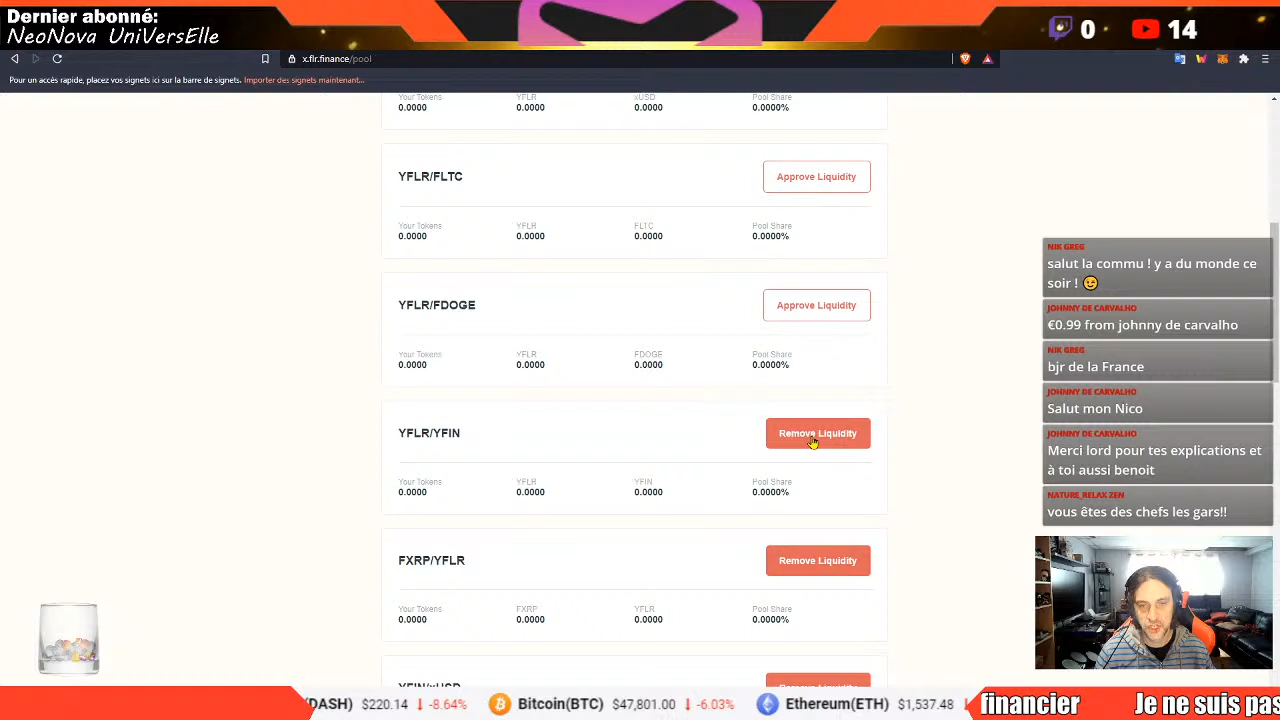 Dernier abonné:
NeoNova UniVersElle
0
14
x.flr.finance/pool
Pour un accès rapide, placez vos signets ici sur la barre de signets. Importer des signets maintenant...
Your Tokens YFLR xUSD Pool Share
0.0000 0.0000 0.0000 0.0000%
YFLR/FLTC
Approve Liquidity
Your Tokens YFLR FLTC Pool Share
0.0000 0.0000 0.0000 0.0000%
YFLR/FDOGE
Approve Liquidity
Your Tokens YFLR FDOGE Pool Share
0.0000 0.0000 0.0000 0.0000%
YFLR/YFIN
Remove Liquidity
Your Tokens YFLR YFIN Pool Share
0.0000 0.0000 0.0000 0.0000%
FXRP/YFLR
Remove Liquidity
Your Tokens FXRP YFLR Pool Share
0.0000 0.0000 0.0000 0.0000%
YFIN/xUSD
Remove Liquidity
NIK GREG
salut la commu ! y a du monde ce
soir ! 😉
JOHNNY DE CARVALHO
€0.99 from johnny de carvalho
NIK GREG
bjr de la France
JOHNNY DE CARVALHO
Salut mon Nico
JOHNNY DE CARVALHO
Merci lord pour tes explications et
à toi aussi benoit
NATURE_RELAX ZEN
vous êtes des chefs les gars!!
(DASH) $220.14 -8.64% Bitcoin(BTC) $47,801.00 -6.03% Ethereum(ETH) $1,537.48
financier Je ne suis pas